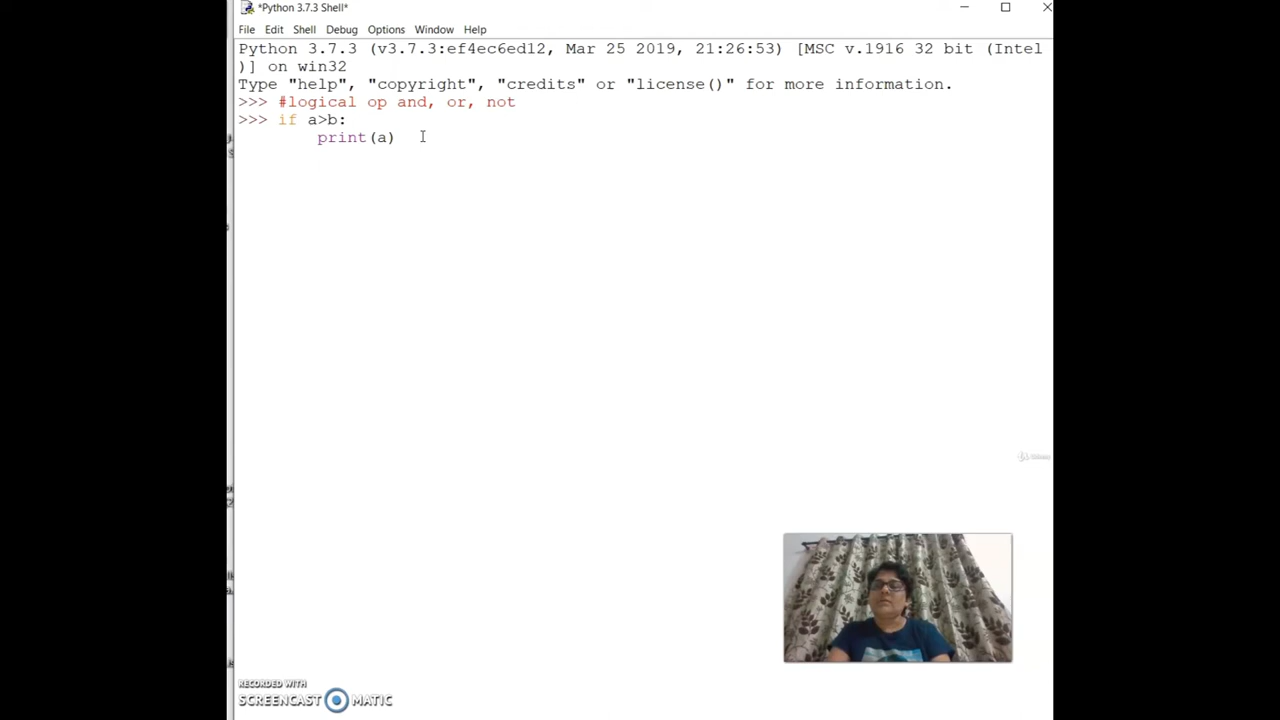 *Python 3.7.3 Shell*
File Edit Shell Debug Options Window Help
Python 3.7.3 (v3.7.3:ef4ec6ed12, Mar 25 2019, 21:26:53) [MSC v.1916 32 bit (Intel
)] on win32
Type "help", "copyright", "credits" or "license()" for more information.
>>> #logical op and, or, not
>>> if a>b:
        print(a)
RECORDED WITH
SCREENCAST MATIC